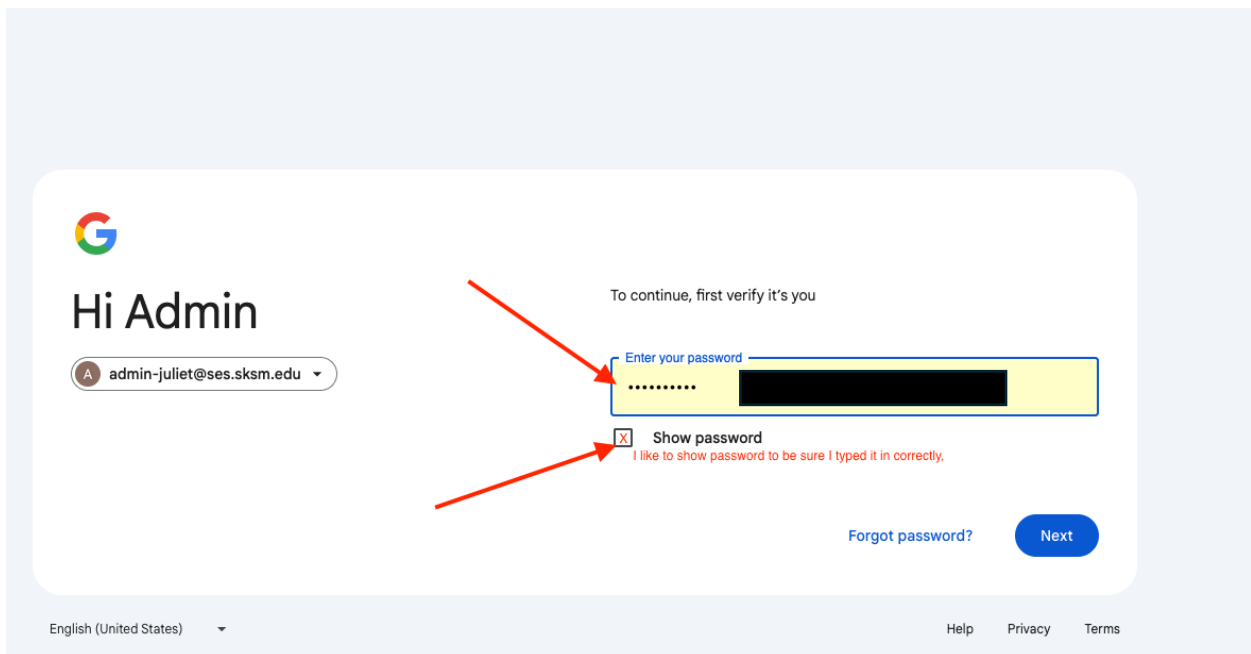 Hi Admin
A admin-juliet@ses.sksm.edu
To continue, first verify it’s you
Enter your password
••••••••••
X Show password
I like to show password to be sure I typed it in correctly,
Forgot password? Next
English (United States) Help Privacy Terms